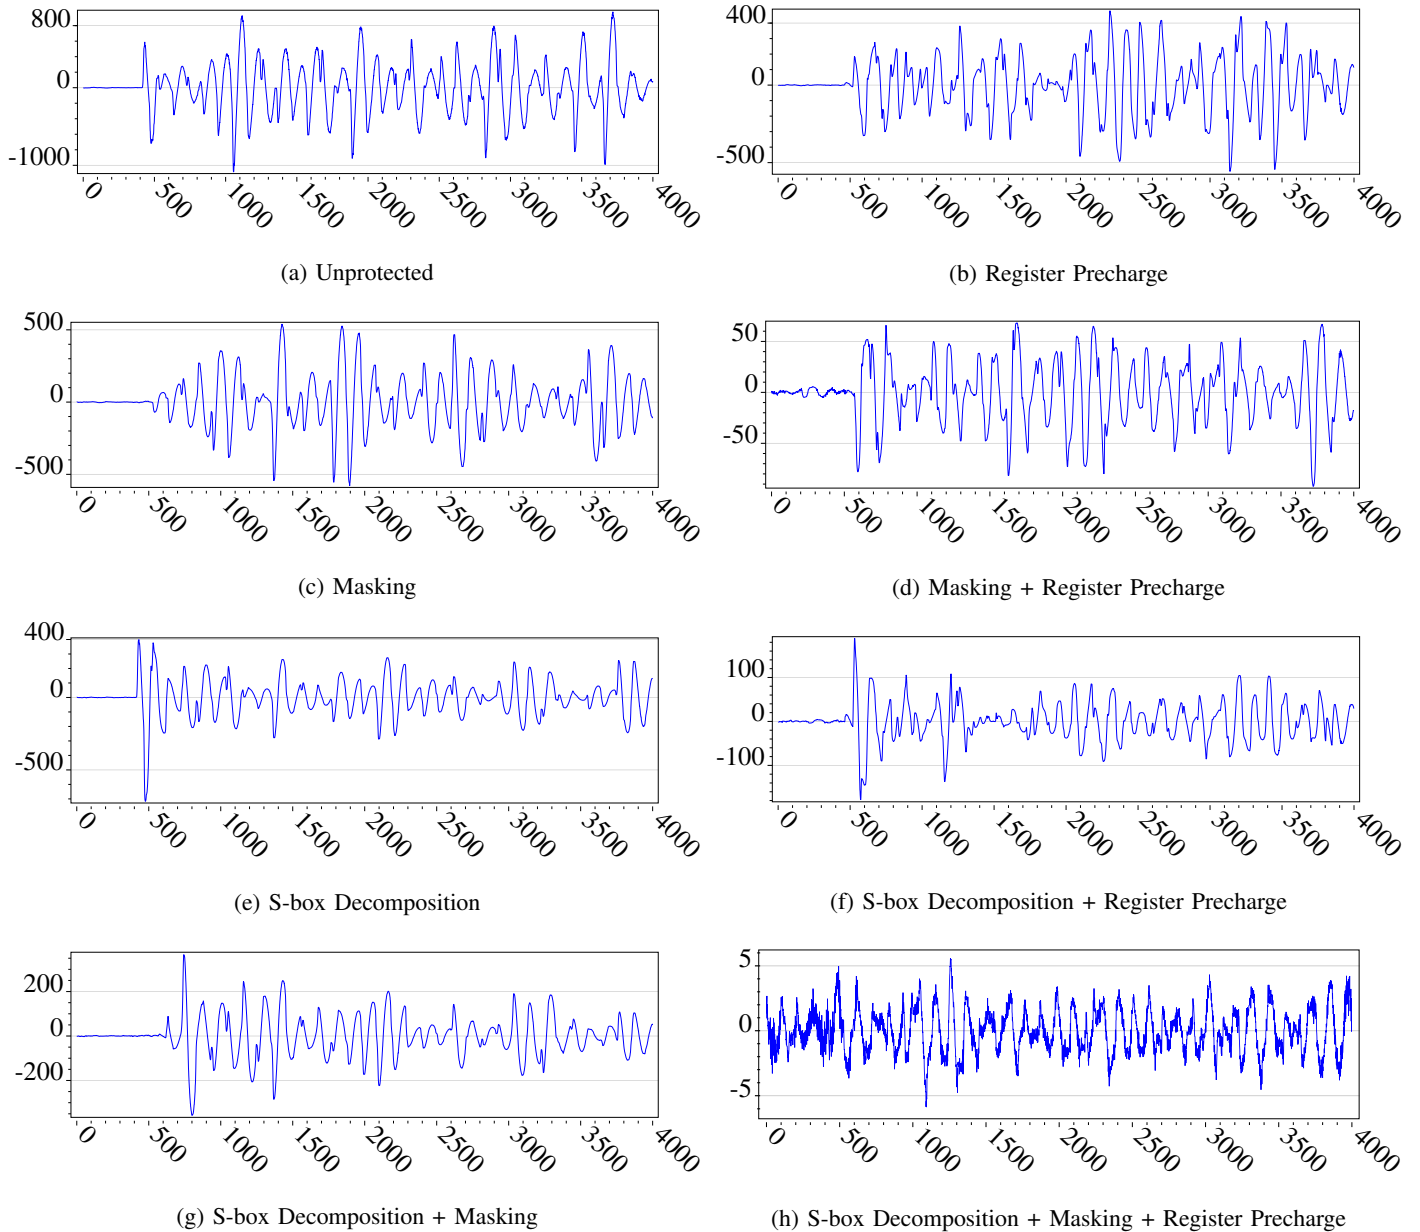 800
0
-1000
0 500 1000 1500 2000 2500 3000 3500 4000
(a) Unprotected
400
0
-500
0 500 1000 1500 2000 2500 3000 3500 4000
(b) Register Precharge
500
0
-500
0 500 1000 1500 2000 2500 3000 3500 4000
(c) Masking
50
0
-50
0 500 1000 1500 2000 2500 3000 3500 4000
(d) Masking + Register Precharge
400
0
-500
0 500 1000 1500 2000 2500 3000 3500 4000
(e) S-box Decomposition
100
0
-100
0 500 1000 1500 2000 2500 3000 3500 4000
(f) S-box Decomposition + Register Precharge
200
0
-200
0 500 1000 1500 2000 2500 3000 3500 4000
(g) S-box Decomposition + Masking
5
0
-5
0 500 1000 1500 2000 2500 3000 3500 4000
(h) S-box Decomposition + Masking + Register Precharge